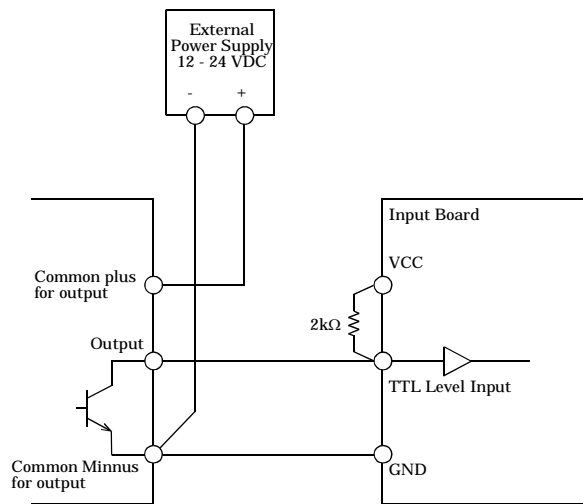 External
Power Supply
12 - 24 VDC
- +
Input Board
VCC
Common plus
for output
2kΩ
Output
TTL Level Input
Common Minnus
for output
GND